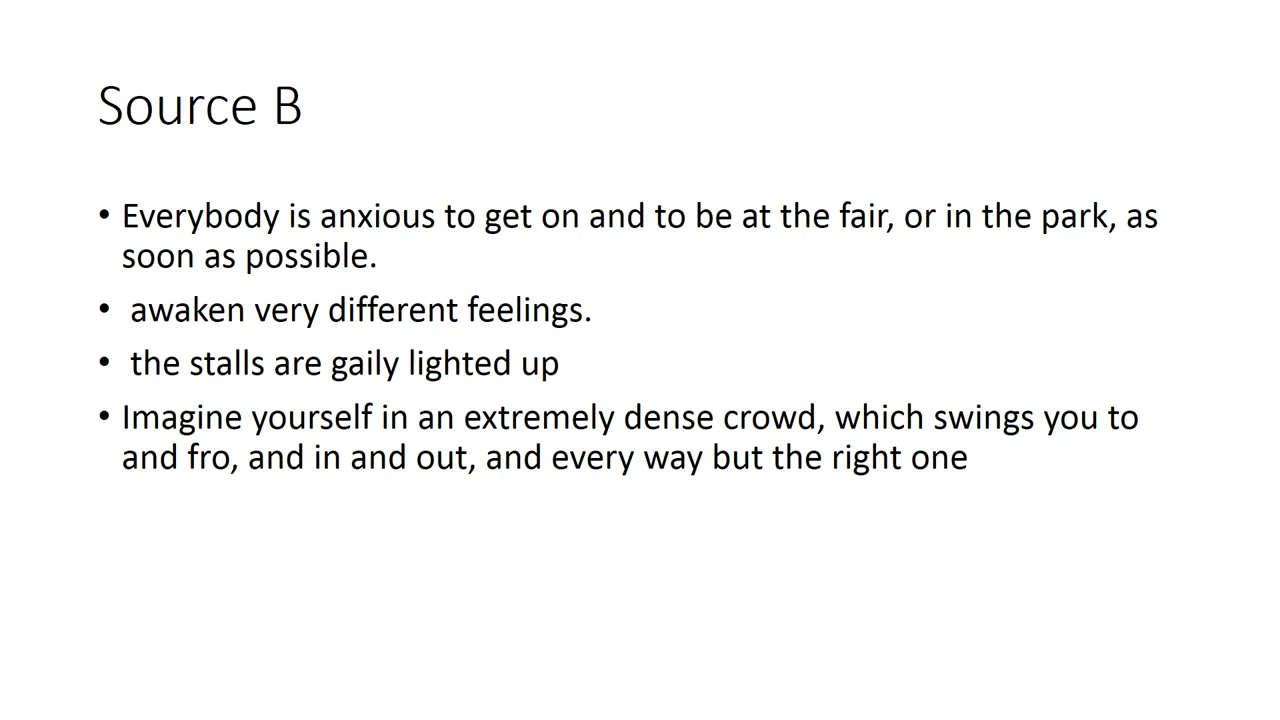 Source B
• Everybody is anxious to get on and to be at the fair, or in the park, as
soon as possible.
• awaken very different feelings.
• the stalls are gaily lighted up
• Imagine yourself in an extremely dense crowd, which swings you to
and fro, and in and out, and every way but the right one